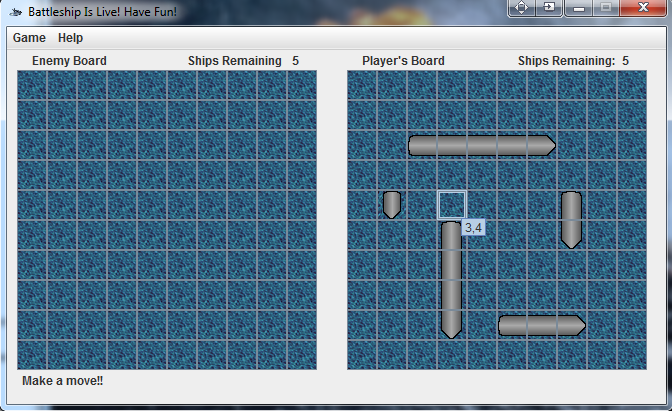 Battleship Is Live! Have Fun!
Game Help
Enemy Board Ships Remaining 5
Player's Board Ships Remaining: 5
3,4
Make a move!!